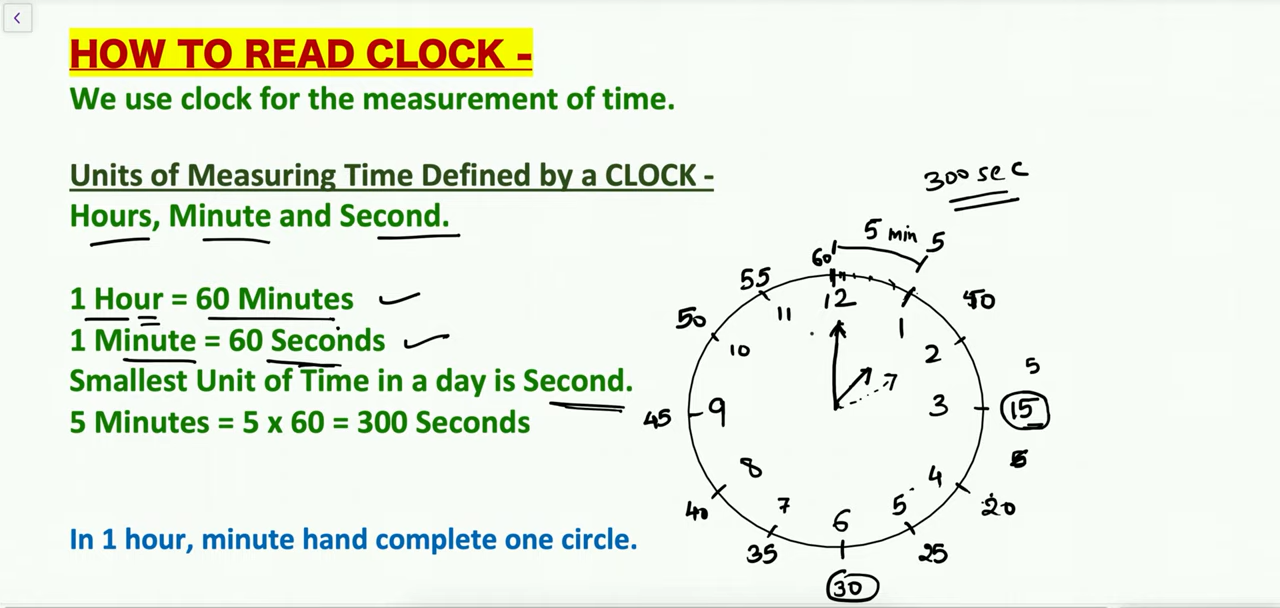 HOW TO READ CLOCK -
We use clock for the measurement of time.
Units of Measuring Time Defined by a CLOCK -
Hours, Minute and Second.
1 Hour = 60 Minutes
1 Minute = 60 Seconds
Smallest Unit of Time in a day is Second.
5 Minutes = 5 x 60 = 300 Seconds
In 1 hour, minute hand complete one circle.
300 sec
5 min
60
5
10
5
15
5
20
25
30
35
40
45
50
55
12
1
2
3
4
5
6
7
8
9
10
11